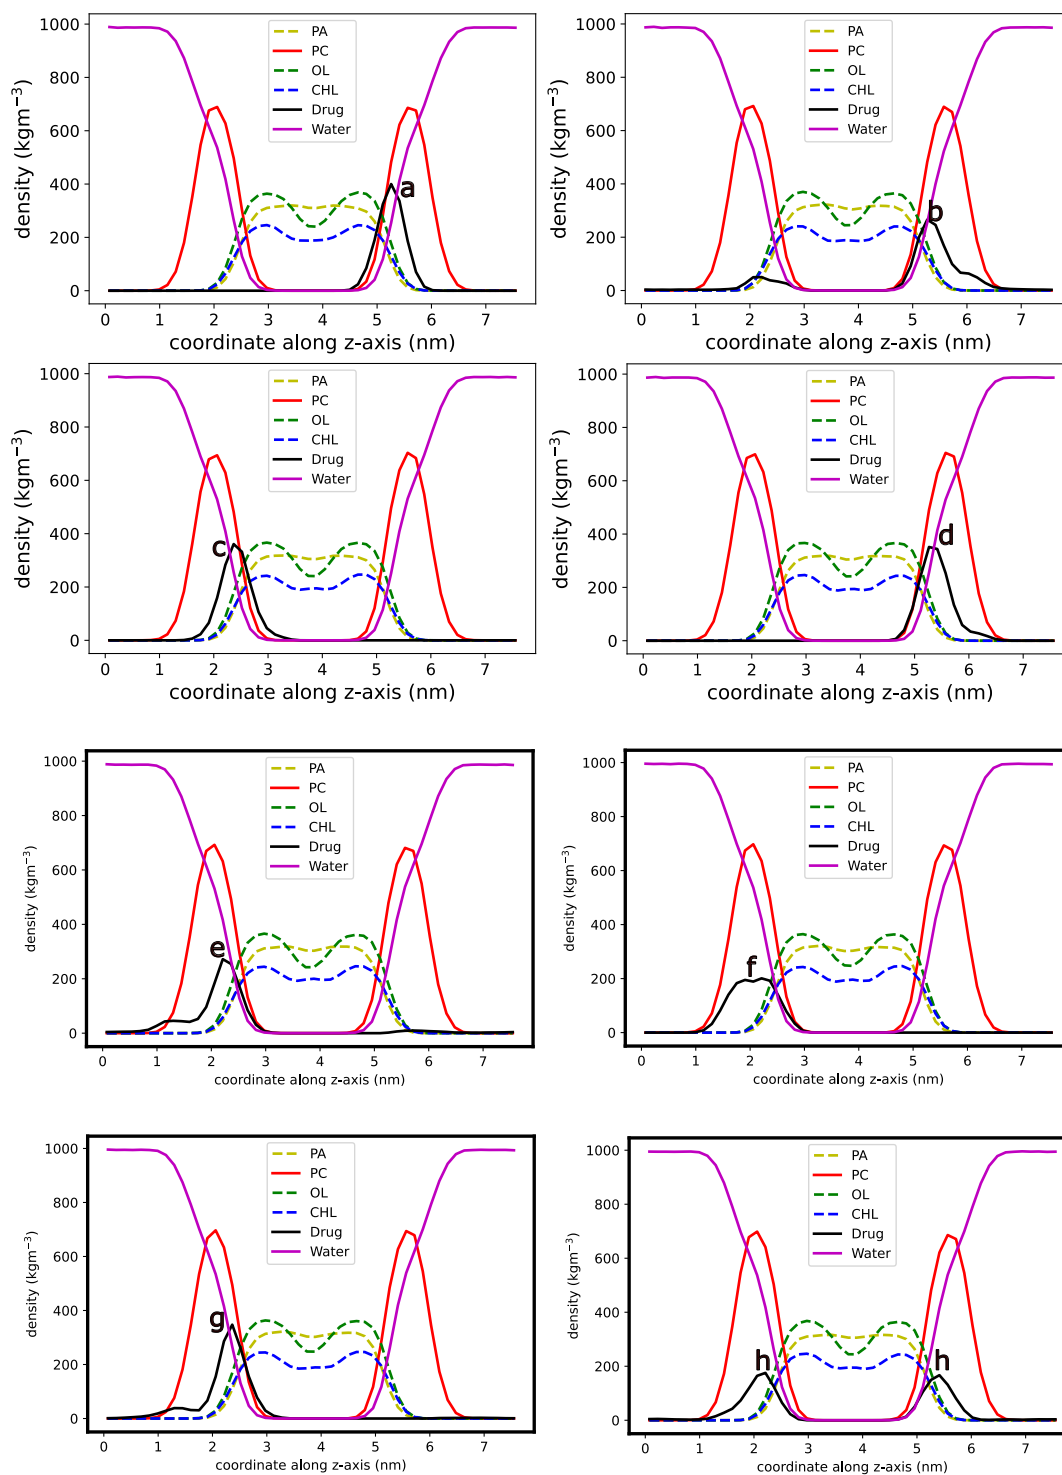 1000
800
600
400
200
0
density (kgm⁻³)
PA
PC
OL
CHL
Drug
Water
a
0 1 2 3 4 5 6 7
coordinate along z-axis (nm)
1000
800
600
400
200
0
density (kgm⁻³)
PA
PC
OL
CHL
Drug
Water
b
0 1 2 3 4 5 6 7
coordinate along z-axis (nm)
1000
800
600
400
200
0
density (kgm⁻³)
PA
PC
OL
CHL
Drug
Water
c
0 1 2 3 4 5 6 7
coordinate along z-axis (nm)
1000
800
600
400
200
0
density (kgm⁻³)
PA
PC
OL
CHL
Drug
Water
d
0 1 2 3 4 5 6 7
coordinate along z-axis (nm)
1000
800
600
400
200
0
density (kgm⁻³)
PA
PC
OL
CHL
Drug
Water
e
0 1 2 3 4 5 6 7
coordinate along z-axis (nm)
1000
800
600
400
200
0
density (kgm⁻³)
PA
PC
OL
CHL
Drug
Water
f
0 1 2 3 4 5 6 7
coordinate along z-axis (nm)
1000
800
600
400
200
0
density (kgm⁻³)
PA
PC
OL
CHL
Drug
Water
g
0 1 2 3 4 5 6 7
coordinate along z-axis (nm)
1000
800
600
400
200
0
density (kgm⁻³)
PA
PC
OL
CHL
Drug
Water
h h
0 1 2 3 4 5 6 7
coordinate along z-axis (nm)